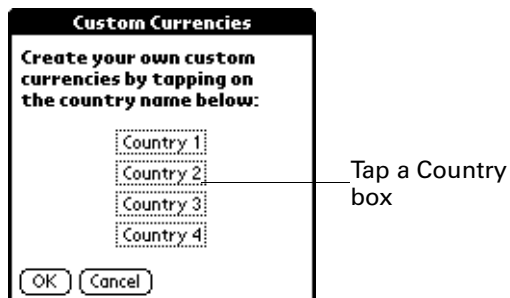 Custom Currencies
Create your own custom
currencies by tapping on
the country name below:
Country 1
Country 2
Country 3
Country 4
Tap a Country
box
OK Cancel